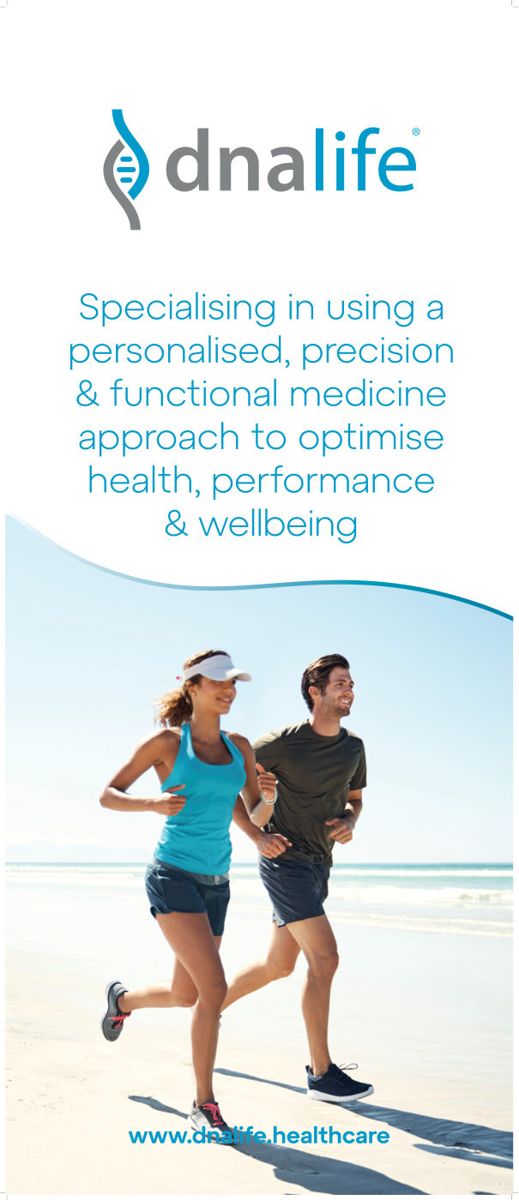 dnalife®
Specialising in using a
personalised, precision
& functional medicine
approach to optimise
health, performance
& wellbeing
www.dnalife.healthcare